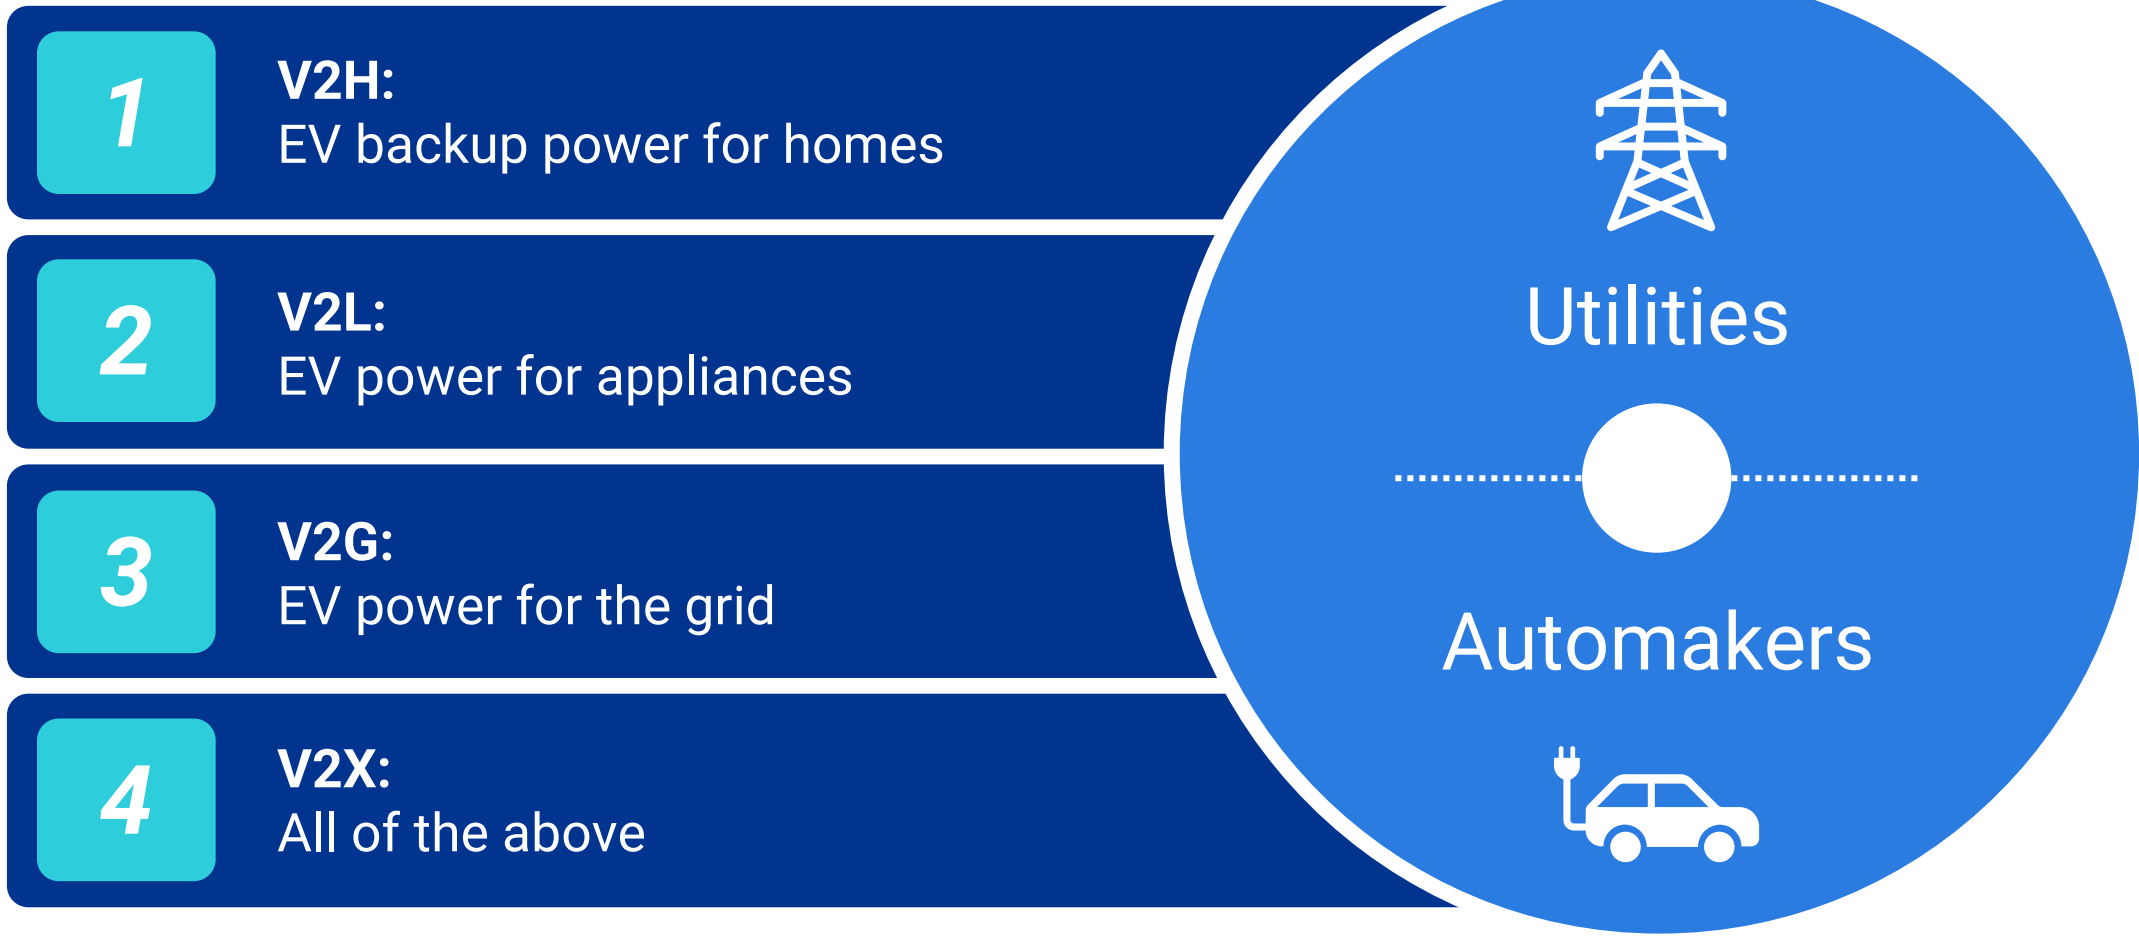 1
V2H:
EV backup power for homes
2
V2L:
EV power for appliances
3
V2G:
EV power for the grid
4
V2X:
All of the above
Utilities
Automakers